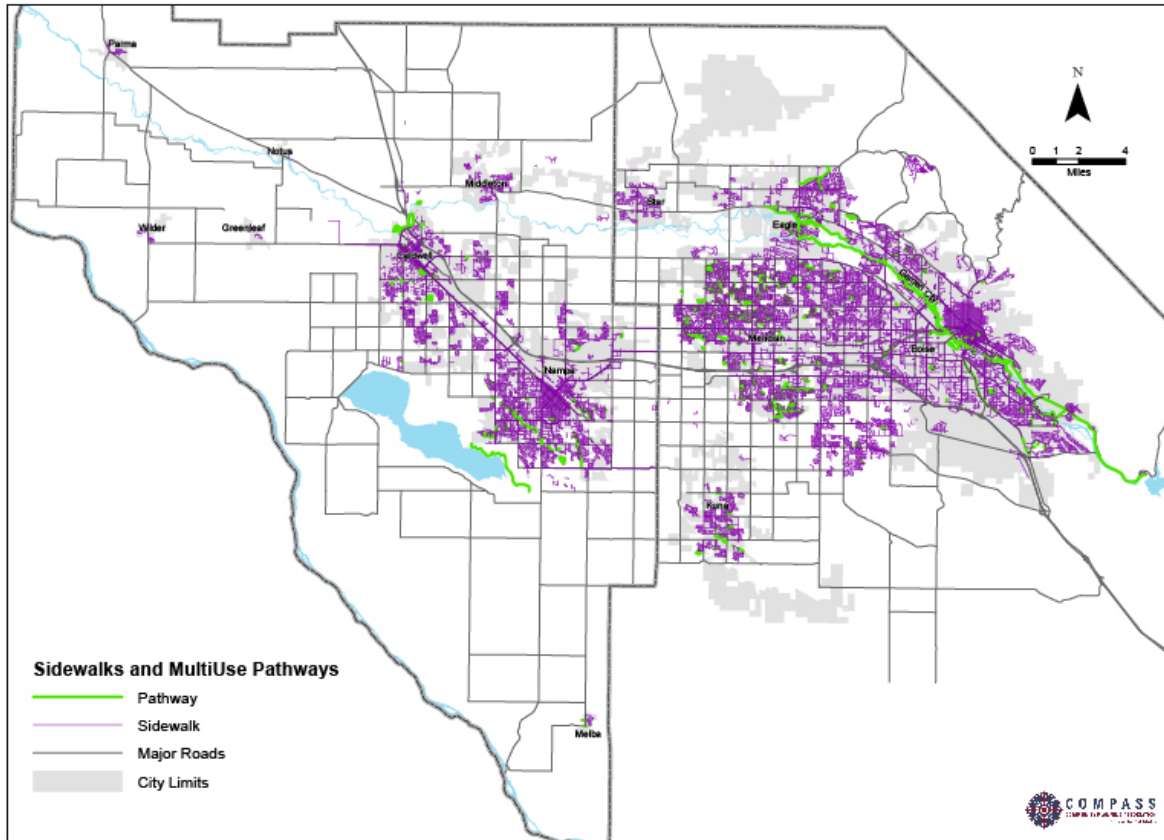 Parma
N
0 1 2 4
Miles
Notus
Middleton
Star
Wilder
Greenleaf
Eagle
Caldwell
Garden City
Meridian
Boise
Nampa
Kuna
Sidewalks and MultiUse Pathways
Pathway
Sidewalk
Major Roads
City Limits
Melba
COMPASS